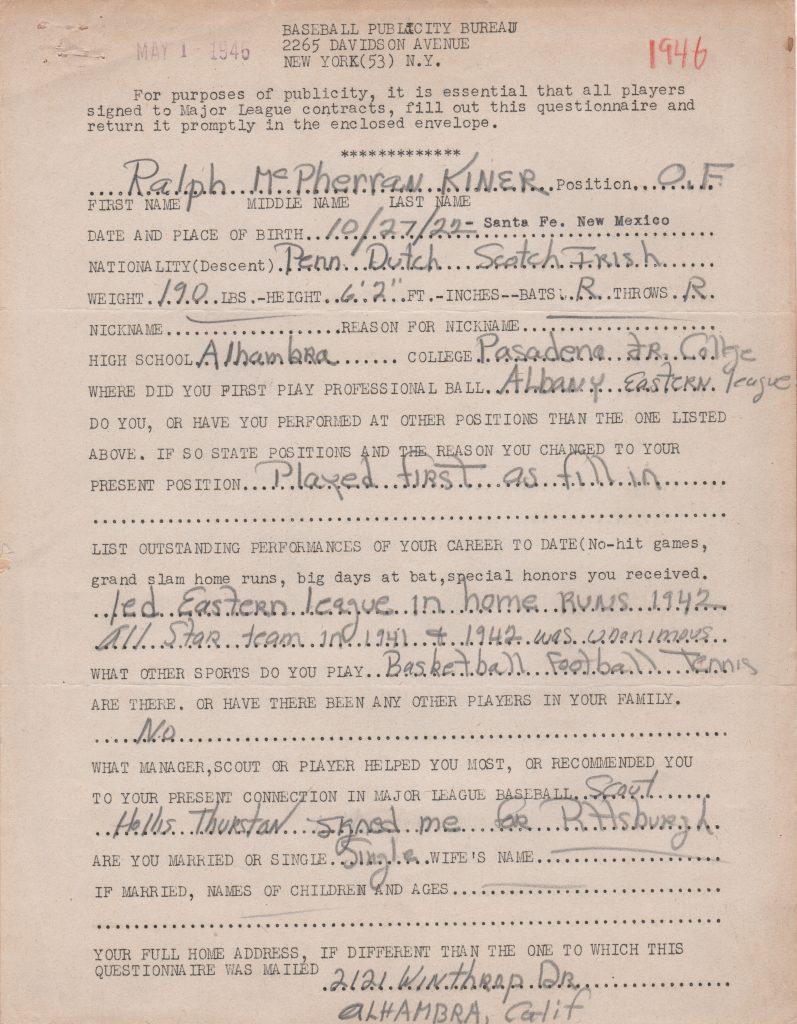 BASEBALL PUBLICITY BUREAU
MAY 1 1946
2265 DAVIDSON AVENUE
1946
NEW YORK(53) N.Y.
For purposes of publicity, it is essential that all players
signed to Major League contracts, fill out this questionnaire and
return it promptly in the enclosed envelope.
*************
Ralph McPherran KINER Position O.F
FIRST NAME MIDDLE NAME LAST NAME
DATE AND PLACE OF BIRTH 10/27/22- Santa Fe. New Mexico
NATIONALITY(Descent) Penn Dutch Scotch Irish
WEIGHT 190 LBS.-HEIGHT 6'2" FT.-INCHES--BATS R THROWS R
NICKNAME REASON FOR NICKNAME
HIGH SCHOOL Alhambra COLLEGE Pasadena Jr. College
WHERE DID YOU FIRST PLAY PROFESSIONAL BALL Albany Eastern league
DO YOU, OR HAVE YOU PERFORMED AT OTHER POSITIONS THAN THE ONE LISTED
ABOVE. IF SO STATE POSITIONS AND THE REASON YOU CHANGED TO YOUR
PRESENT POSITION Played first as fill in
LIST OUTSTANDING PERFORMANCES OF YOUR CAREER TO DATE(No-hit games,
grand slam home runs, big days at bat,special honors you received.
led Eastern league in home RUNS 1942
All Star team in 1941 & 1942 was unonimous
WHAT OTHER SPORTS DO YOU PLAY Basketball Football Tennis
ARE THERE. OR HAVE THERE BEEN ANY OTHER PLAYERS IN YOUR FAMILY.
No
WHAT MANAGER,SCOUT OR PLAYER HELPED YOU MOST, OR RECOMMENDED YOU
TO YOUR PRESENT CONNECTION IN MAJOR LEAGUE BASEBALL Scout
Hollis Thurston signed me for Pittsburgh
ARE YOU MARRIED OR SINGLE Single WIFE'S NAME
IF MARRIED, NAMES OF CHILDREN AND AGES
YOUR FULL HOME ADDRESS, IF DIFFERENT THAN THE ONE TO WHICH THIS
QUESTIONNAIRE WAS MAILED 2121 Winthrop Dr
ALHAMBRA, Calif